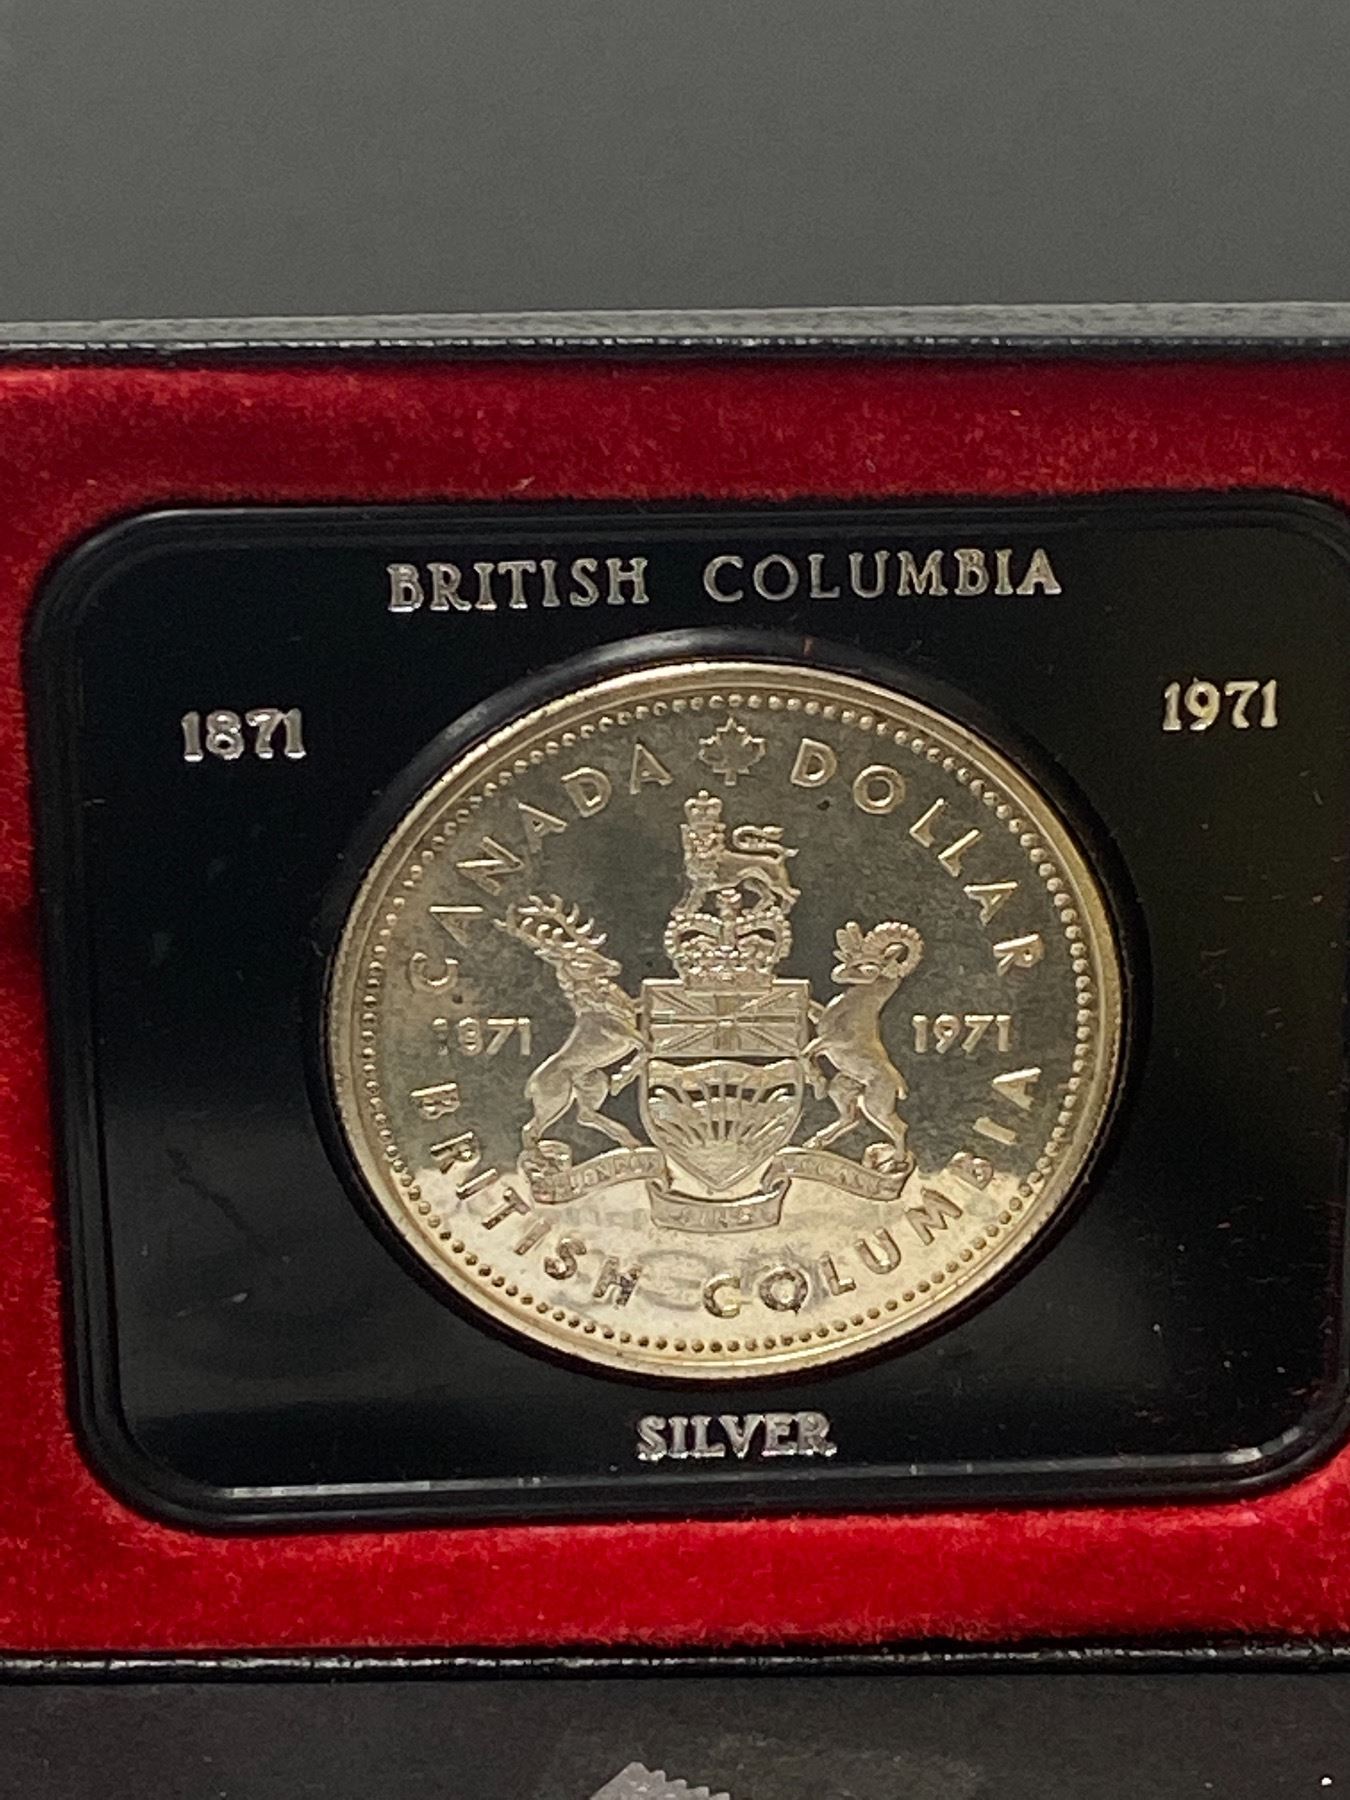 BRITISH COLUMBIA
1871
1971
CANADA DOLLAR
1871
1971
BRITISH COLUMBIA
SILVER